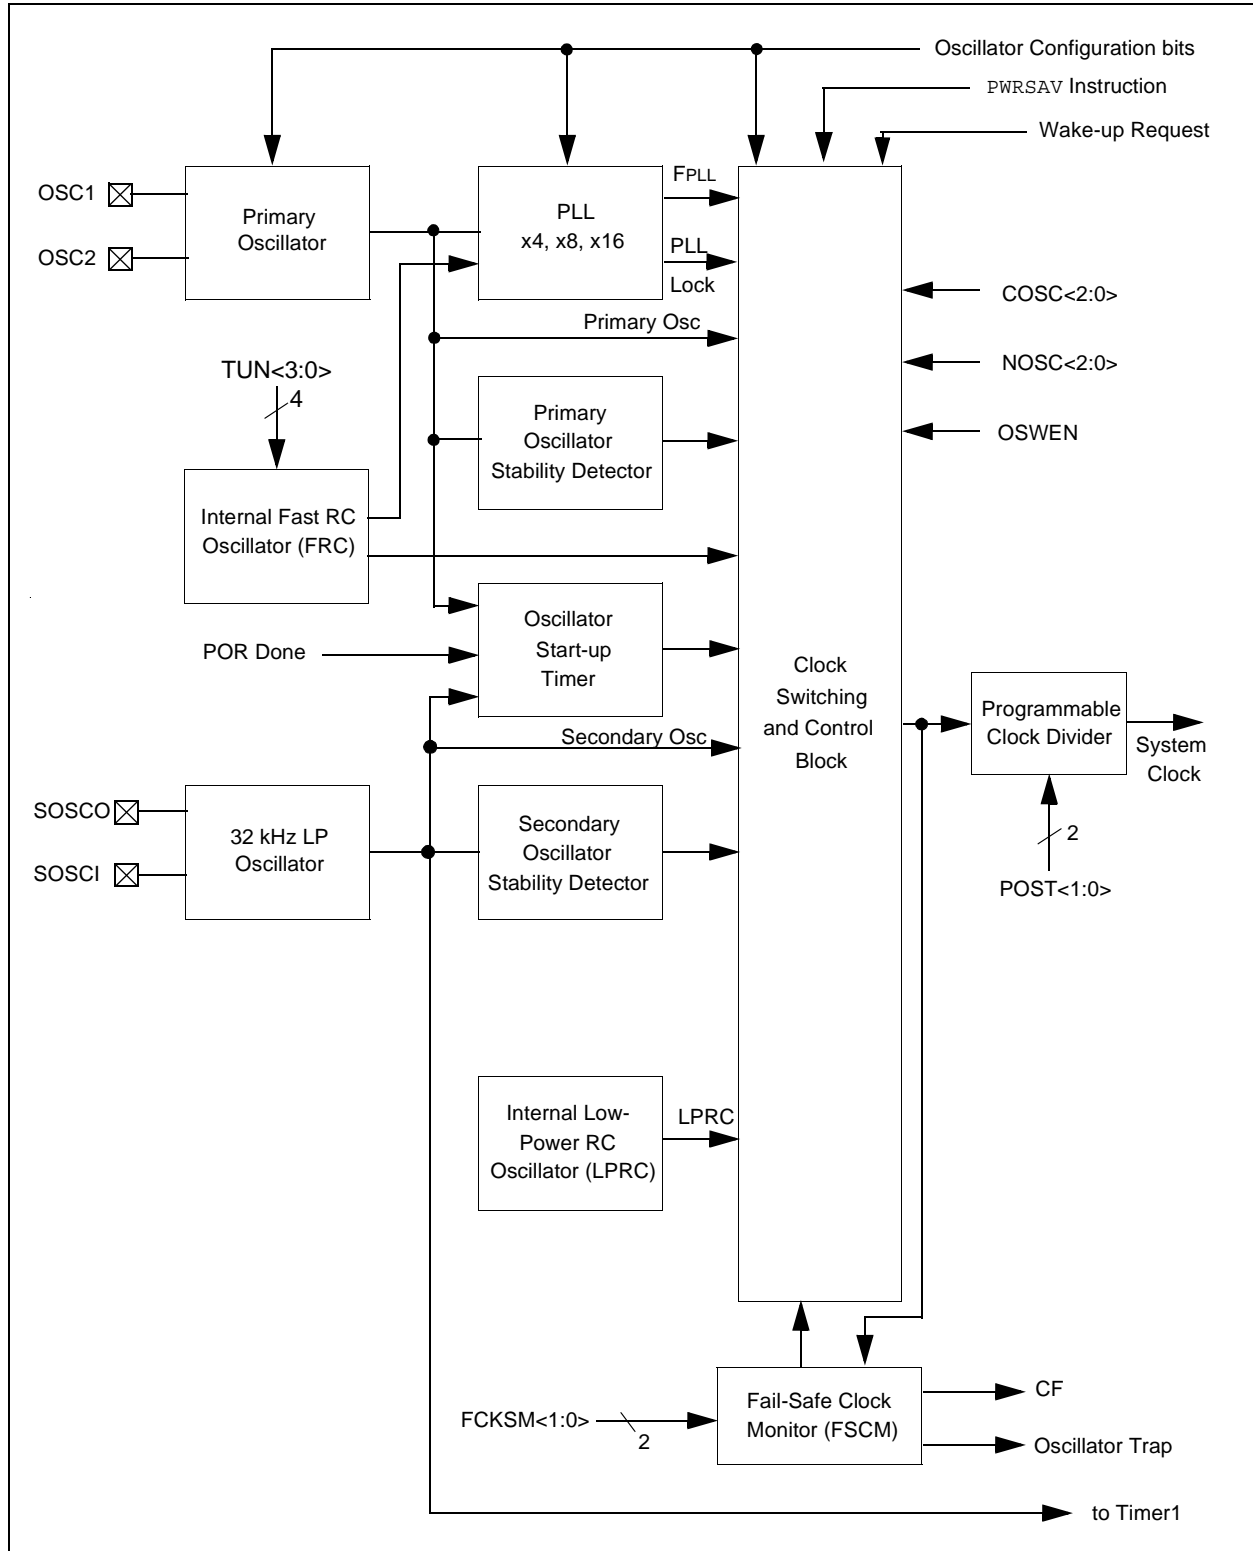 Oscillator Configuration bits
PWRSAV Instruction
Wake-up Request
OSC1
OSC2
Primary
Oscillator
PLL
x4, x8, x16
FPLL
PLL
Lock
Primary Osc
COSC<2:0>
NOSC<2:0>
OSWEN
TUN<3:0>
4
Primary
Oscillator
Stability Detector
Internal Fast RC
Oscillator (FRC)
Oscillator
Start-up
Timer
POR Done
Clock
Switching
and Control
Block
Programmable
Clock Divider
System
Clock
2
POST<1:0>
Secondary Osc
SOSCO
SOSCI
32 kHz LP
Oscillator
Secondary
Oscillator
Stability Detector
Internal Low-
Power RC
Oscillator (LPRC)
LPRC
FCKSM<1:0>
2
Fail-Safe Clock
Monitor (FSCM)
CF
Oscillator Trap
to Timer1